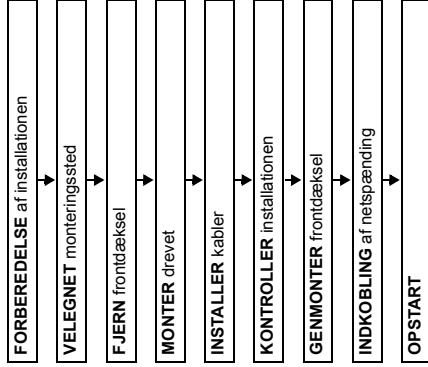 FORBEREDELSE af installationen
VELEGNET monteringssted
FJERN frontdæksel
MONTER drevet
INSTALLER kabler
KONTROLLER installationen
GENMONTER frontdæksel
INDKOBLING af netspænding
OPSTART